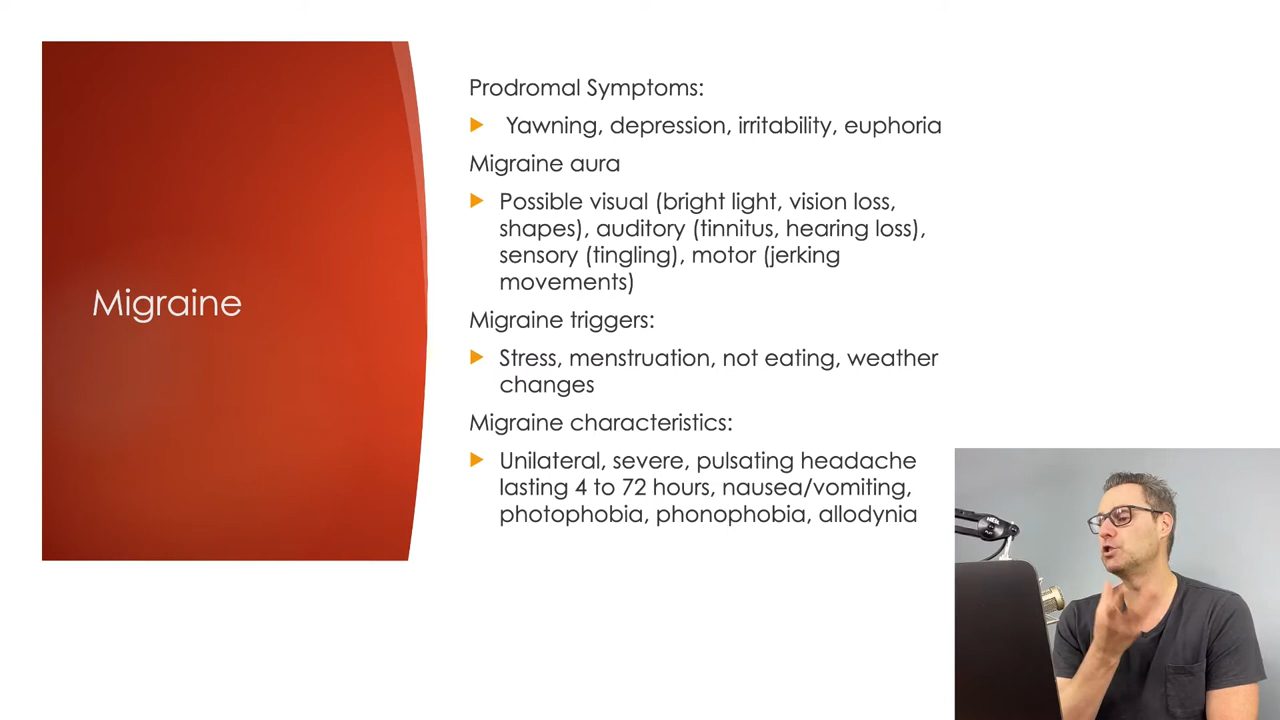 Migraine
Prodromal Symptoms:
Yawning, depression, irritability, euphoria
Migraine aura
Possible visual (bright light, vision loss,
shapes), auditory (tinnitus, hearing loss),
sensory (tingling), motor (jerking
movements)
Migraine triggers:
Stress, menstruation, not eating, weather
changes
Migraine characteristics:
Unilateral, severe, pulsating headache
lasting 4 to 72 hours, nausea/vomiting,
photophobia, phonophobia, allodynia